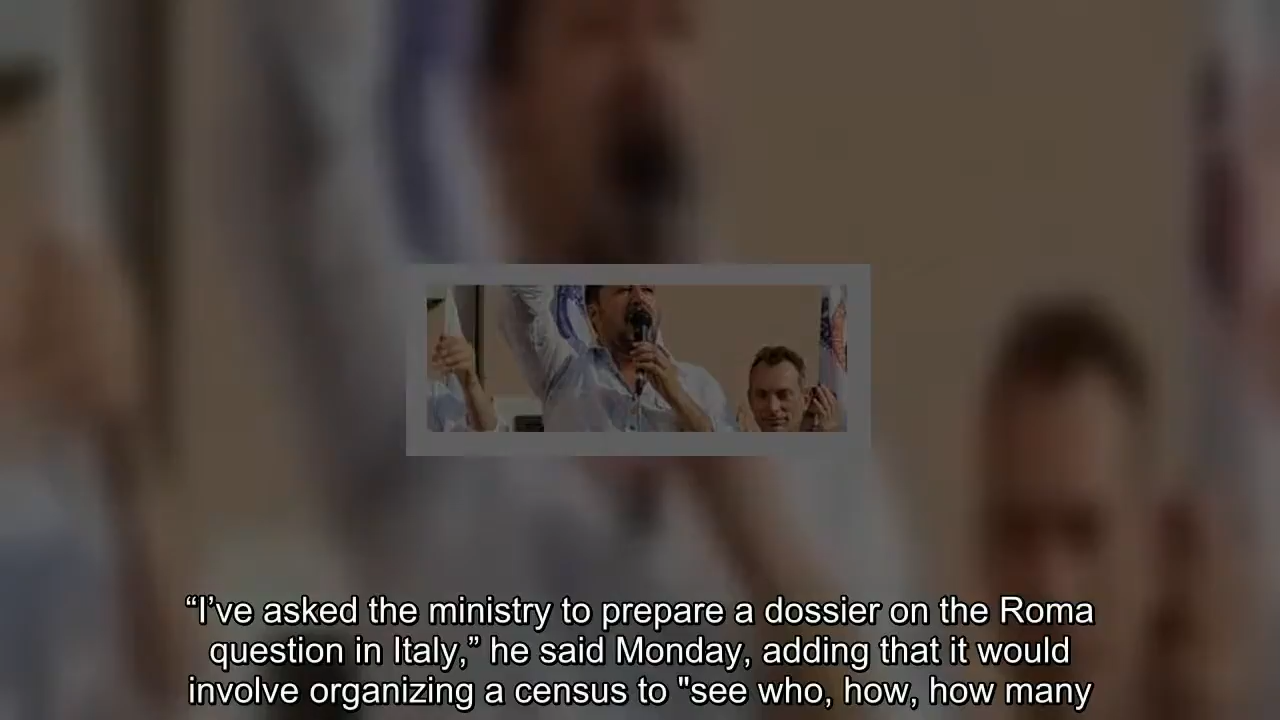 “I’ve asked the ministry to prepare a dossier on the Roma
question in Italy,” he said Monday, adding that it would
involve organizing a census to "see who, how, how many